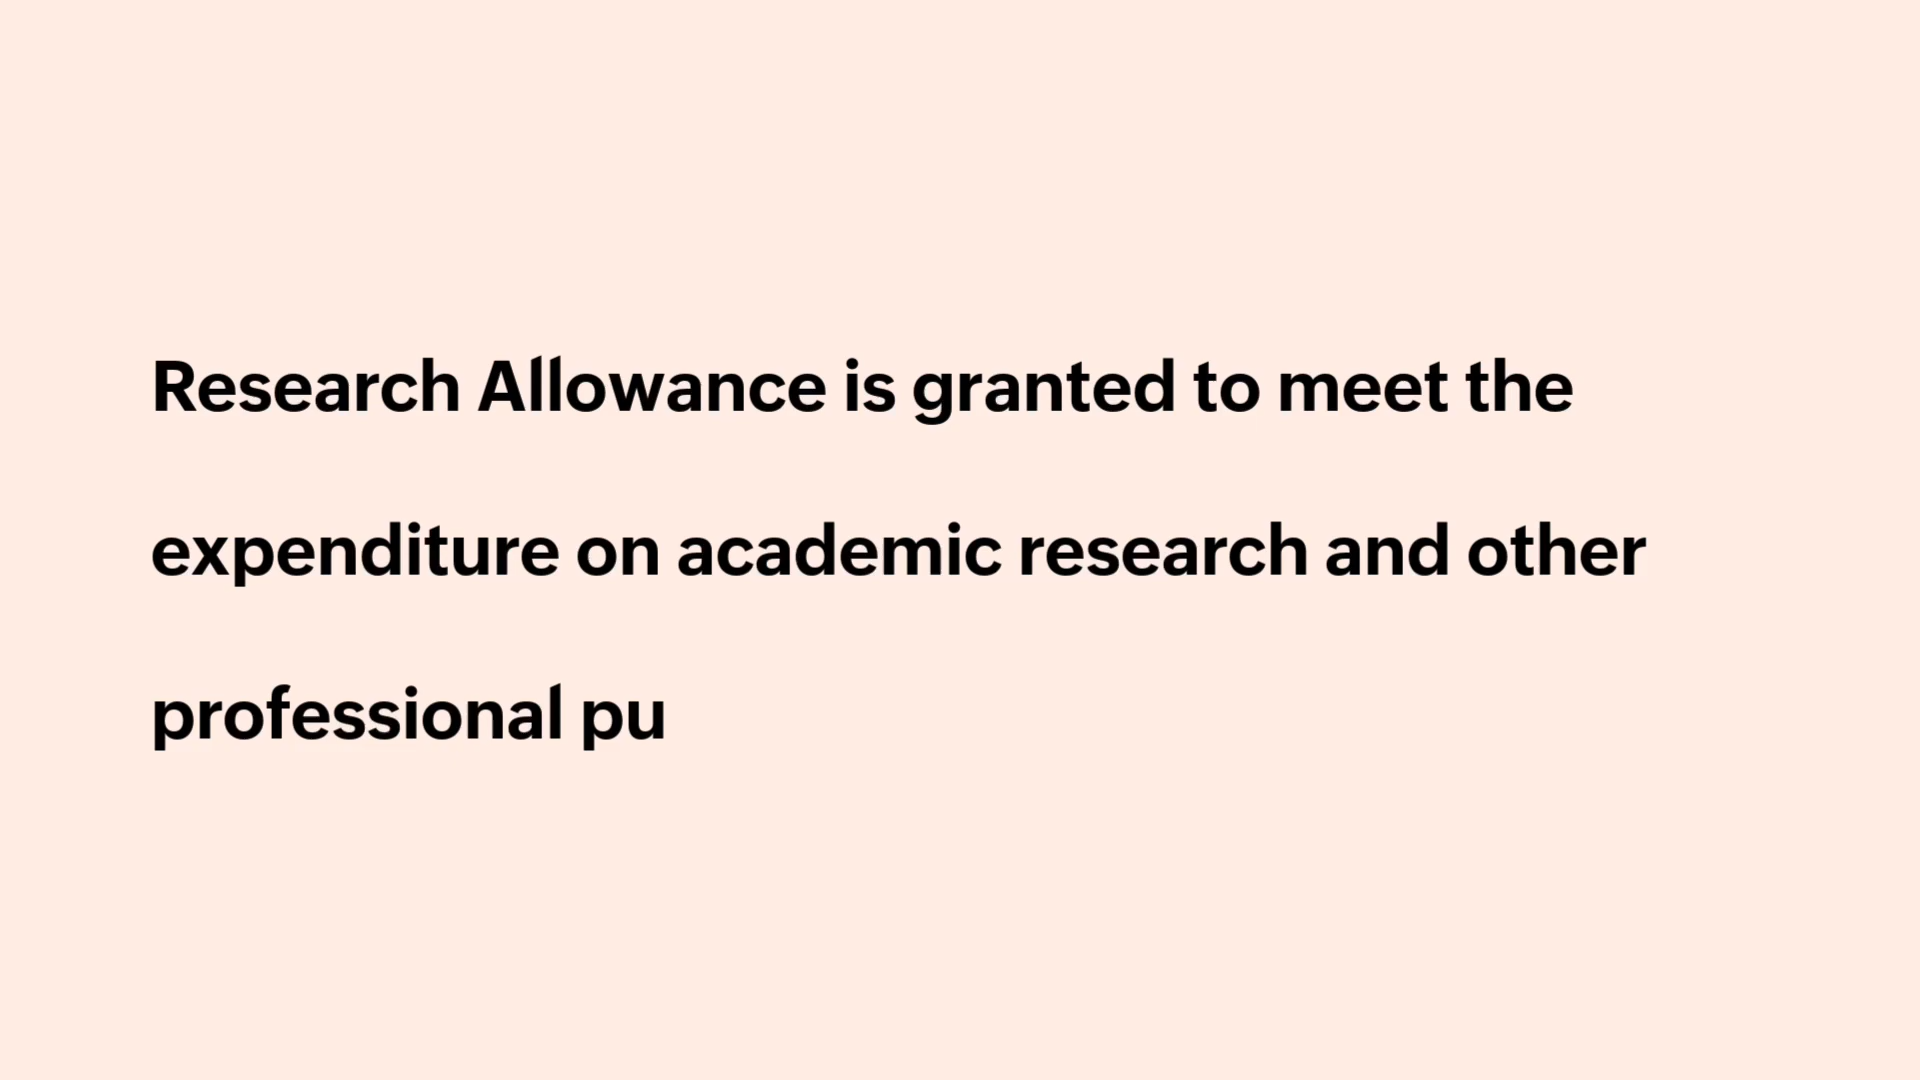 Research Allowance is granted to meet the
expenditure on academic research and other
professional pu